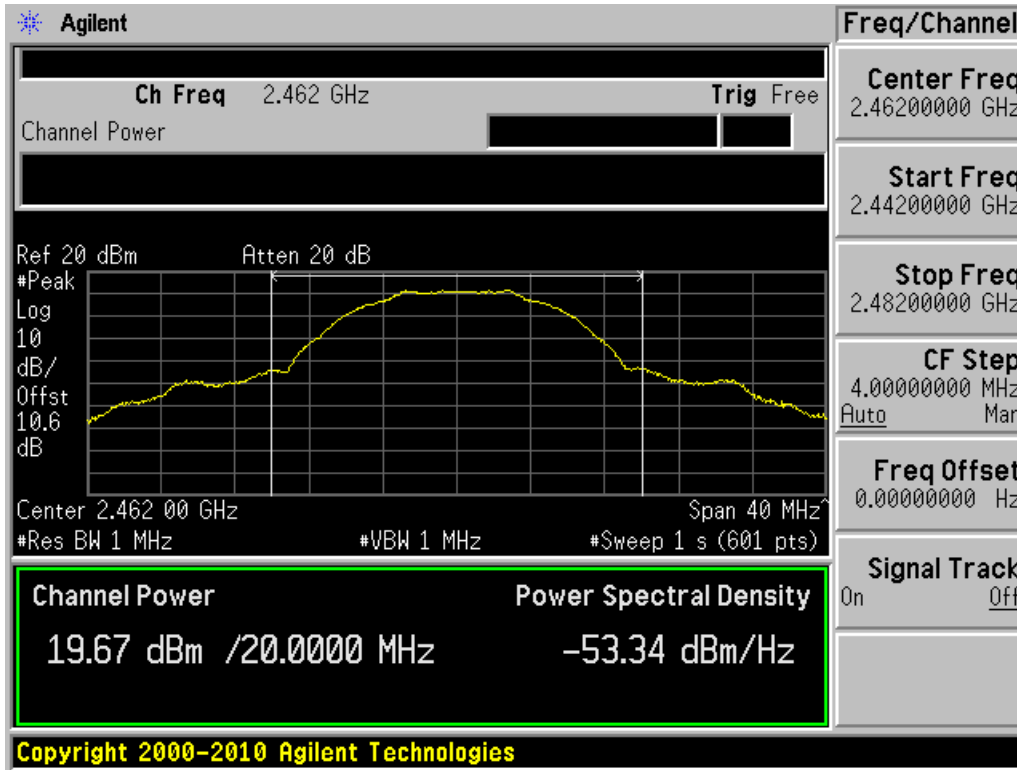 Agilent
Freq/Channel
Ch Freq 2.462 GHz Trig Free
Channel Power
Center Freq
2.46200000 GHz
Start Freq
2.44200000 GHz
Stop Freq
2.48200000 GHz
CF Step
4.00000000 MHz
Auto Man
Freq Offset
0.00000000 Hz
Signal Track
On Off
Ref 20 dBm Atten 20 dB
#Peak
Log
10
dB/
Offst
10.6
dB
Center 2.462 00 GHz Span 40 MHz^
#Res BW 1 MHz #VBW 1 MHz #Sweep 1 s (601 pts)
Channel Power Power Spectral Density
19.67 dBm /20.0000 MHz -53.34 dBm/Hz
Copyright 2000-2010 Agilent Technologies